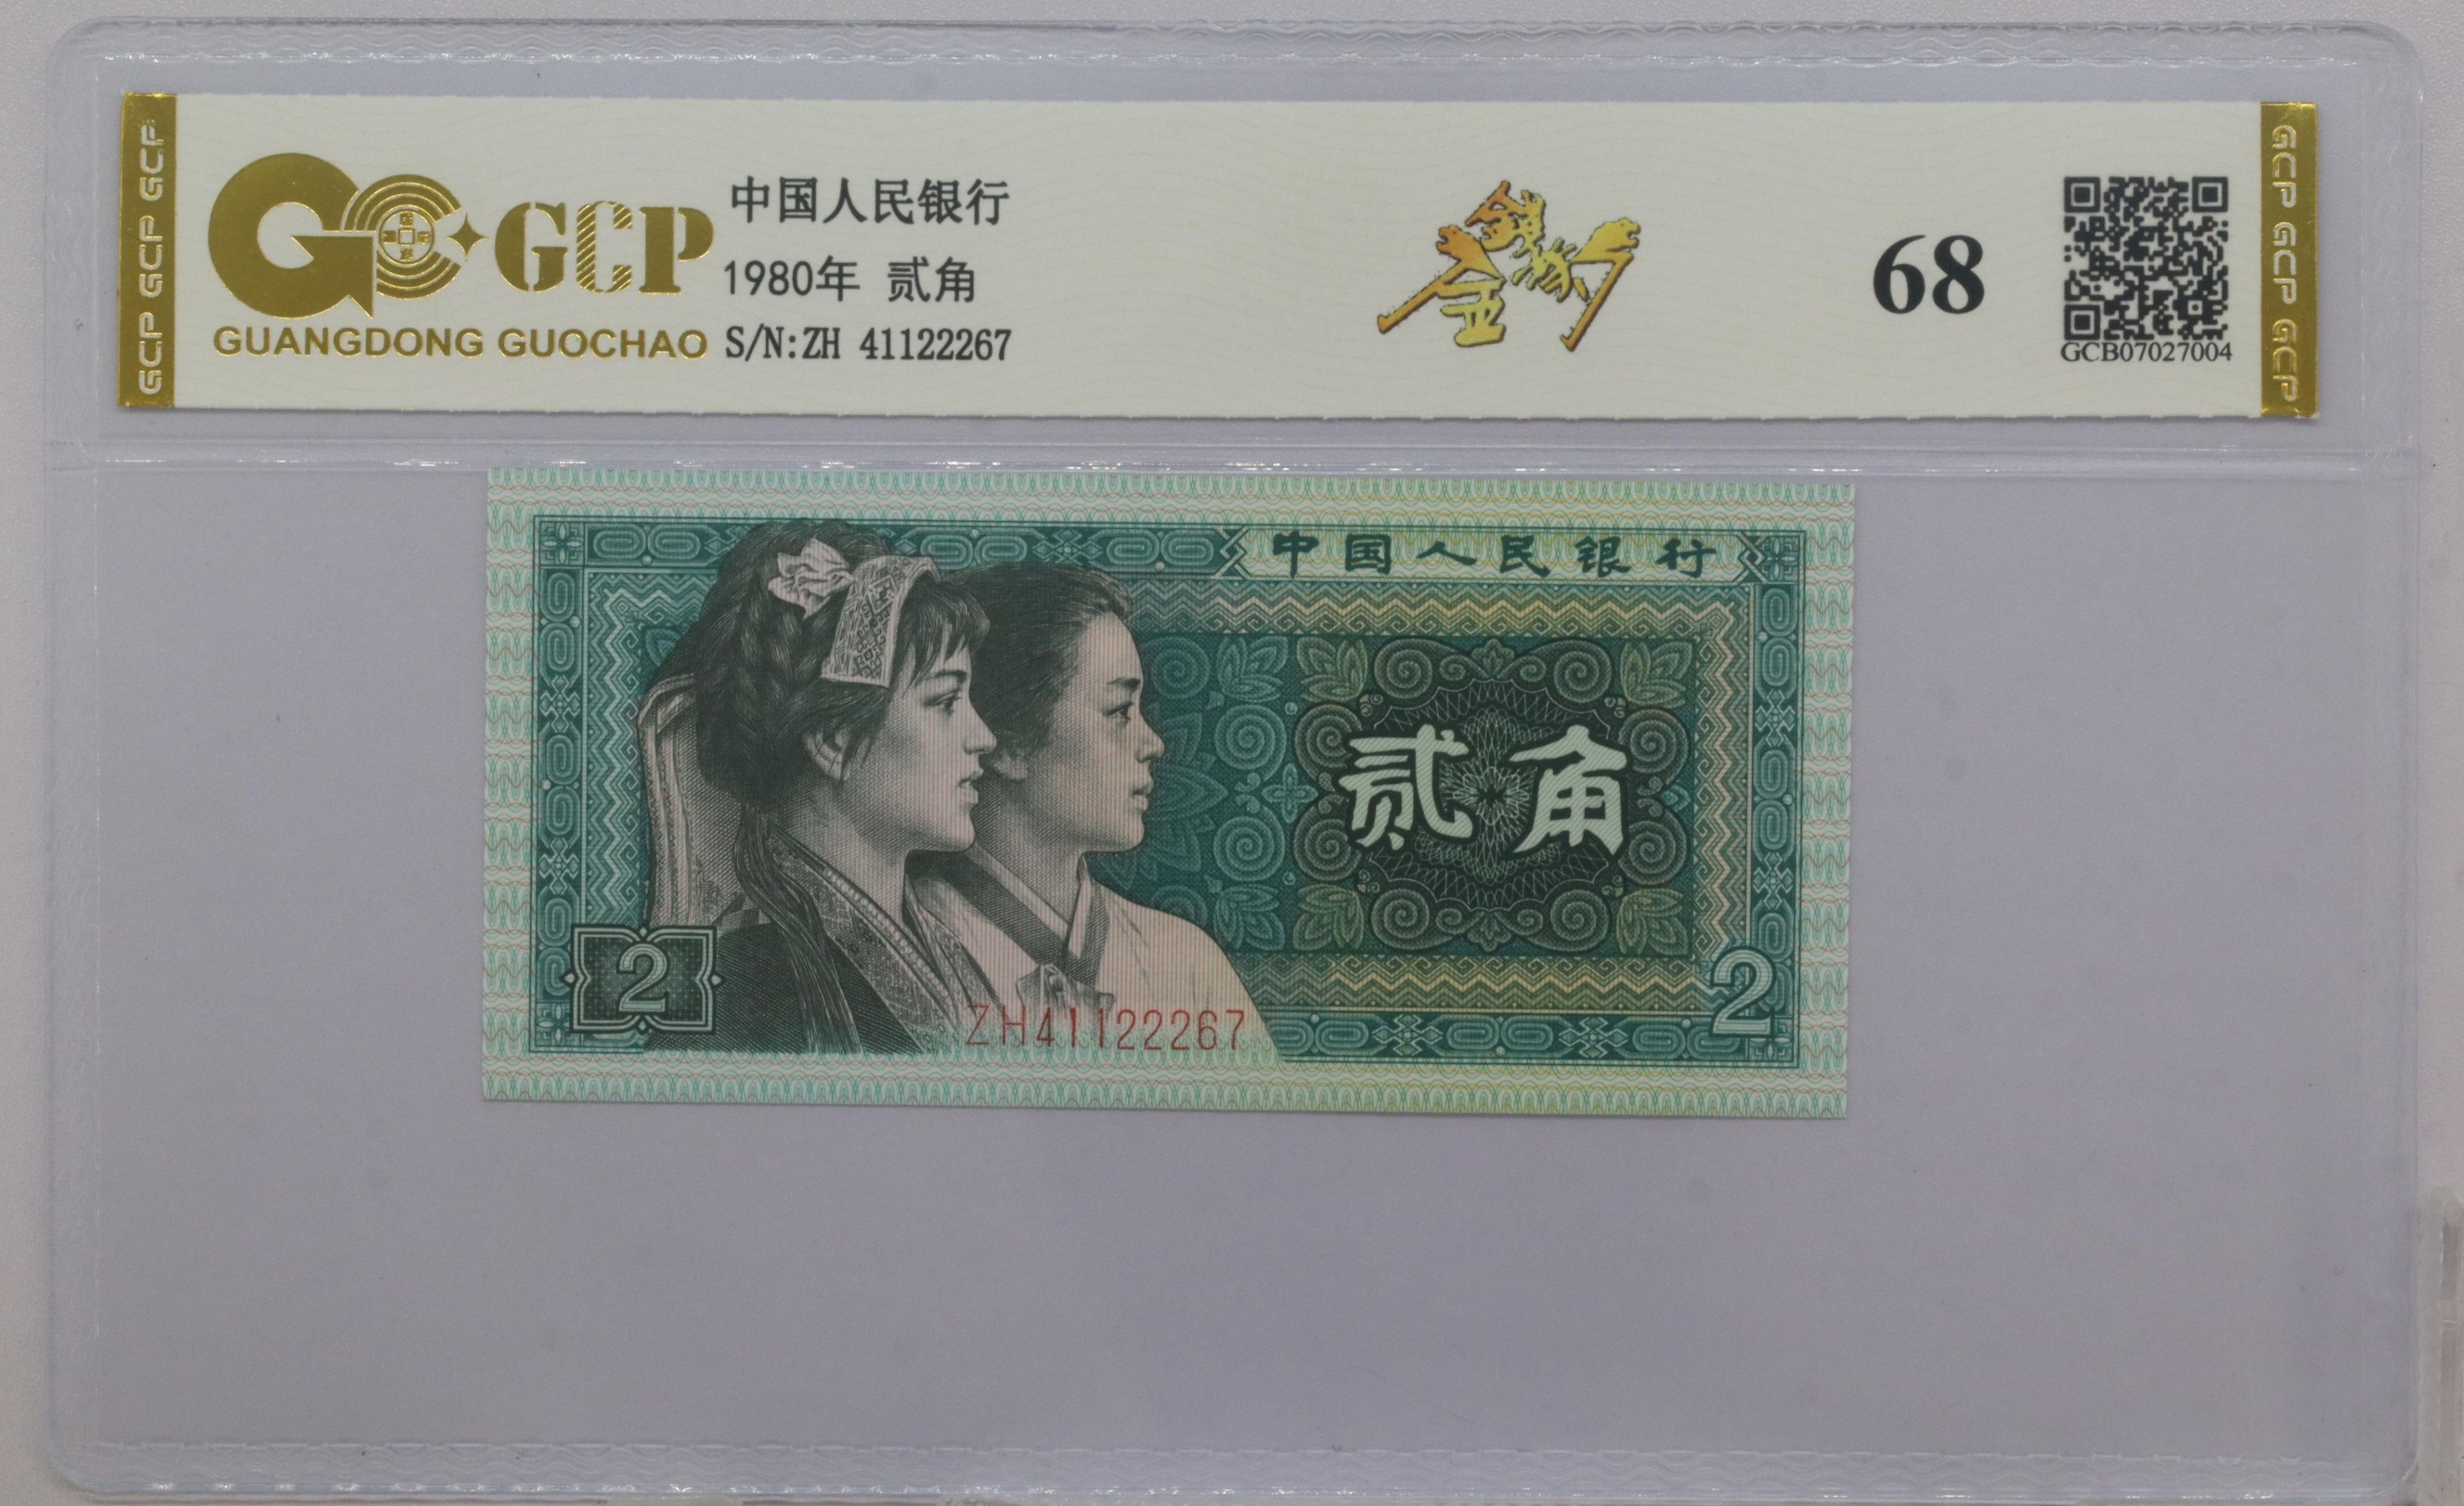 GCP GCP GCP
GCP
GUANGDONG GUOCHAO
中国人民银行
1980年 贰角
S/N:ZH 41122267
68
GCB07027004
GCP GCP GCP
中国人民银行
贰角
2
ZH41122267
2